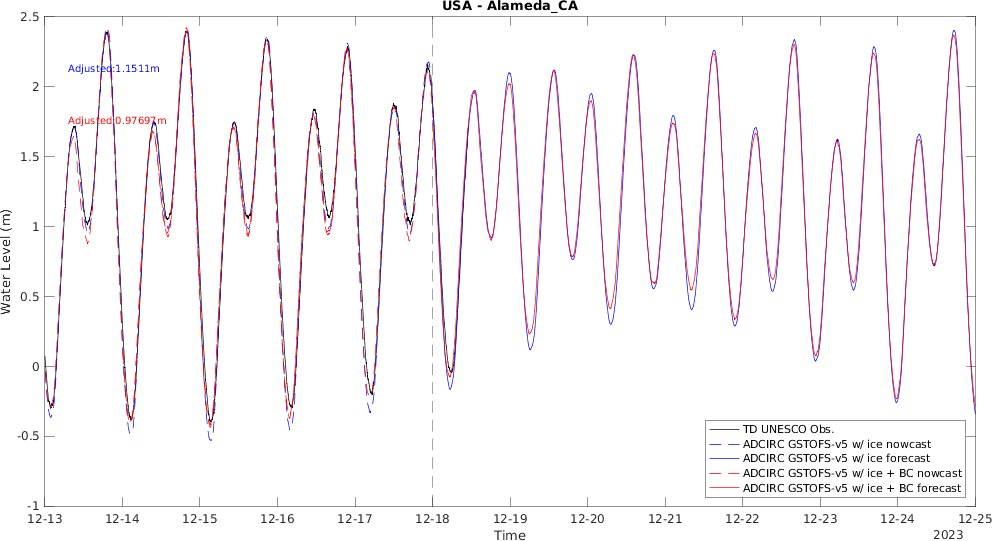 USA - Alameda_CA
2.5
2
1.5
1
0.5
0
-0.5
-1
Water Level (m)
Adjusted:1.1511m
Adjusted:0.97697m
TD UNESCO Obs.
ADCIRC GSTOFS-v5 w/ ice nowcast
ADCIRC GSTOFS-v5 w/ ice forecast
ADCIRC GSTOFS-v5 w/ ice + BC nowcast
ADCIRC GSTOFS-v5 w/ ice + BC forecast
12-13 12-14 12-15 12-16 12-17 12-18 12-19 12-20 12-21 12-22 12-23 12-24 12-25
Time
2023